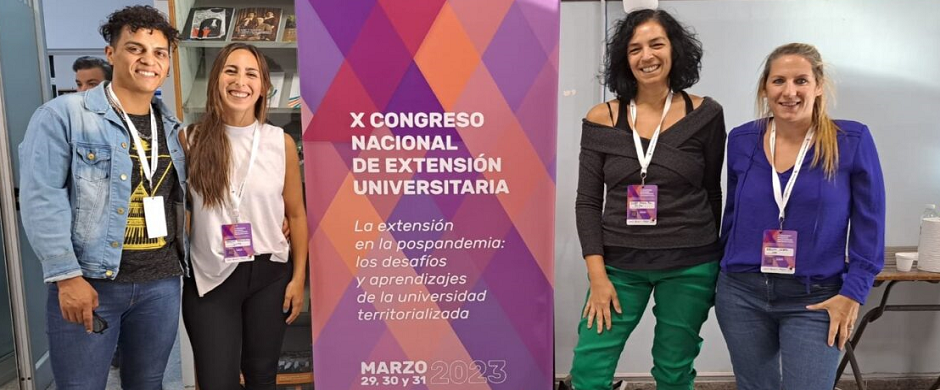 X CONGRESO
NACIONAL
DE EXTENSIÓN
UNIVERSITARIA
La extensión
en la pospandemia:
los desafíos
y aprendizajes
de la universidad
territorializada
MARZO 2023
29, 30 y 31